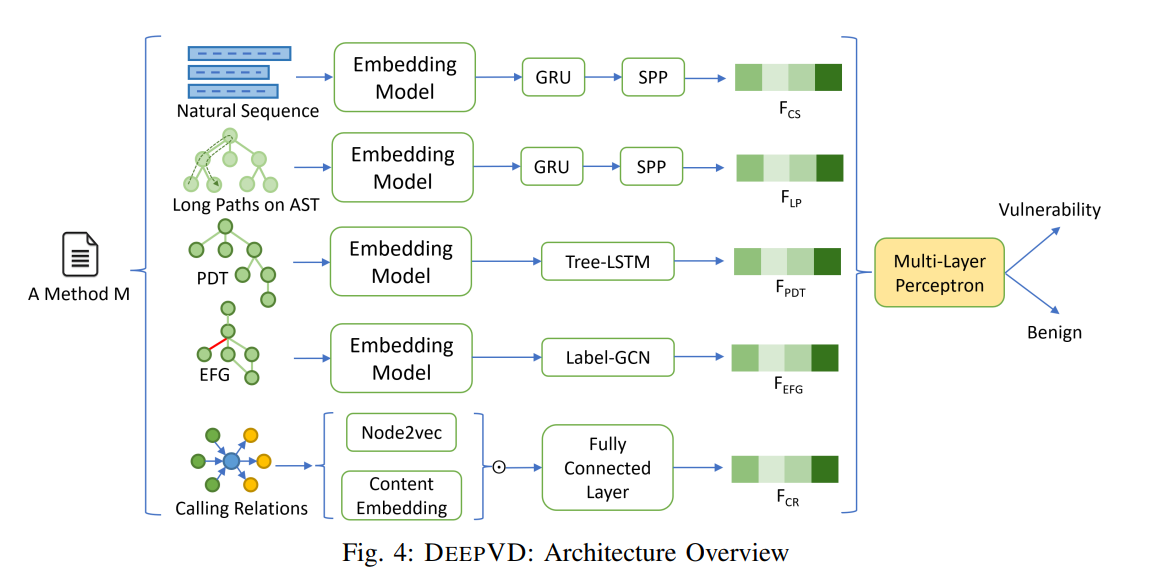 A Method M
Natural Sequence
Embedding
Model
GRU
SPP
F_CS
Long Paths on AST
Embedding
Model
GRU
SPP
F_LP
PDT
Embedding
Model
Tree-LSTM
F_PDT
EFG
Embedding
Model
Label-GCN
F_EFG
Calling Relations
Node2vec
Content
Embedding
Fully
Connected
Layer
F_CR
Multi-Layer
Perceptron
Vulnerability
Benign
Fig. 4: DEEPVD: Architecture Overview